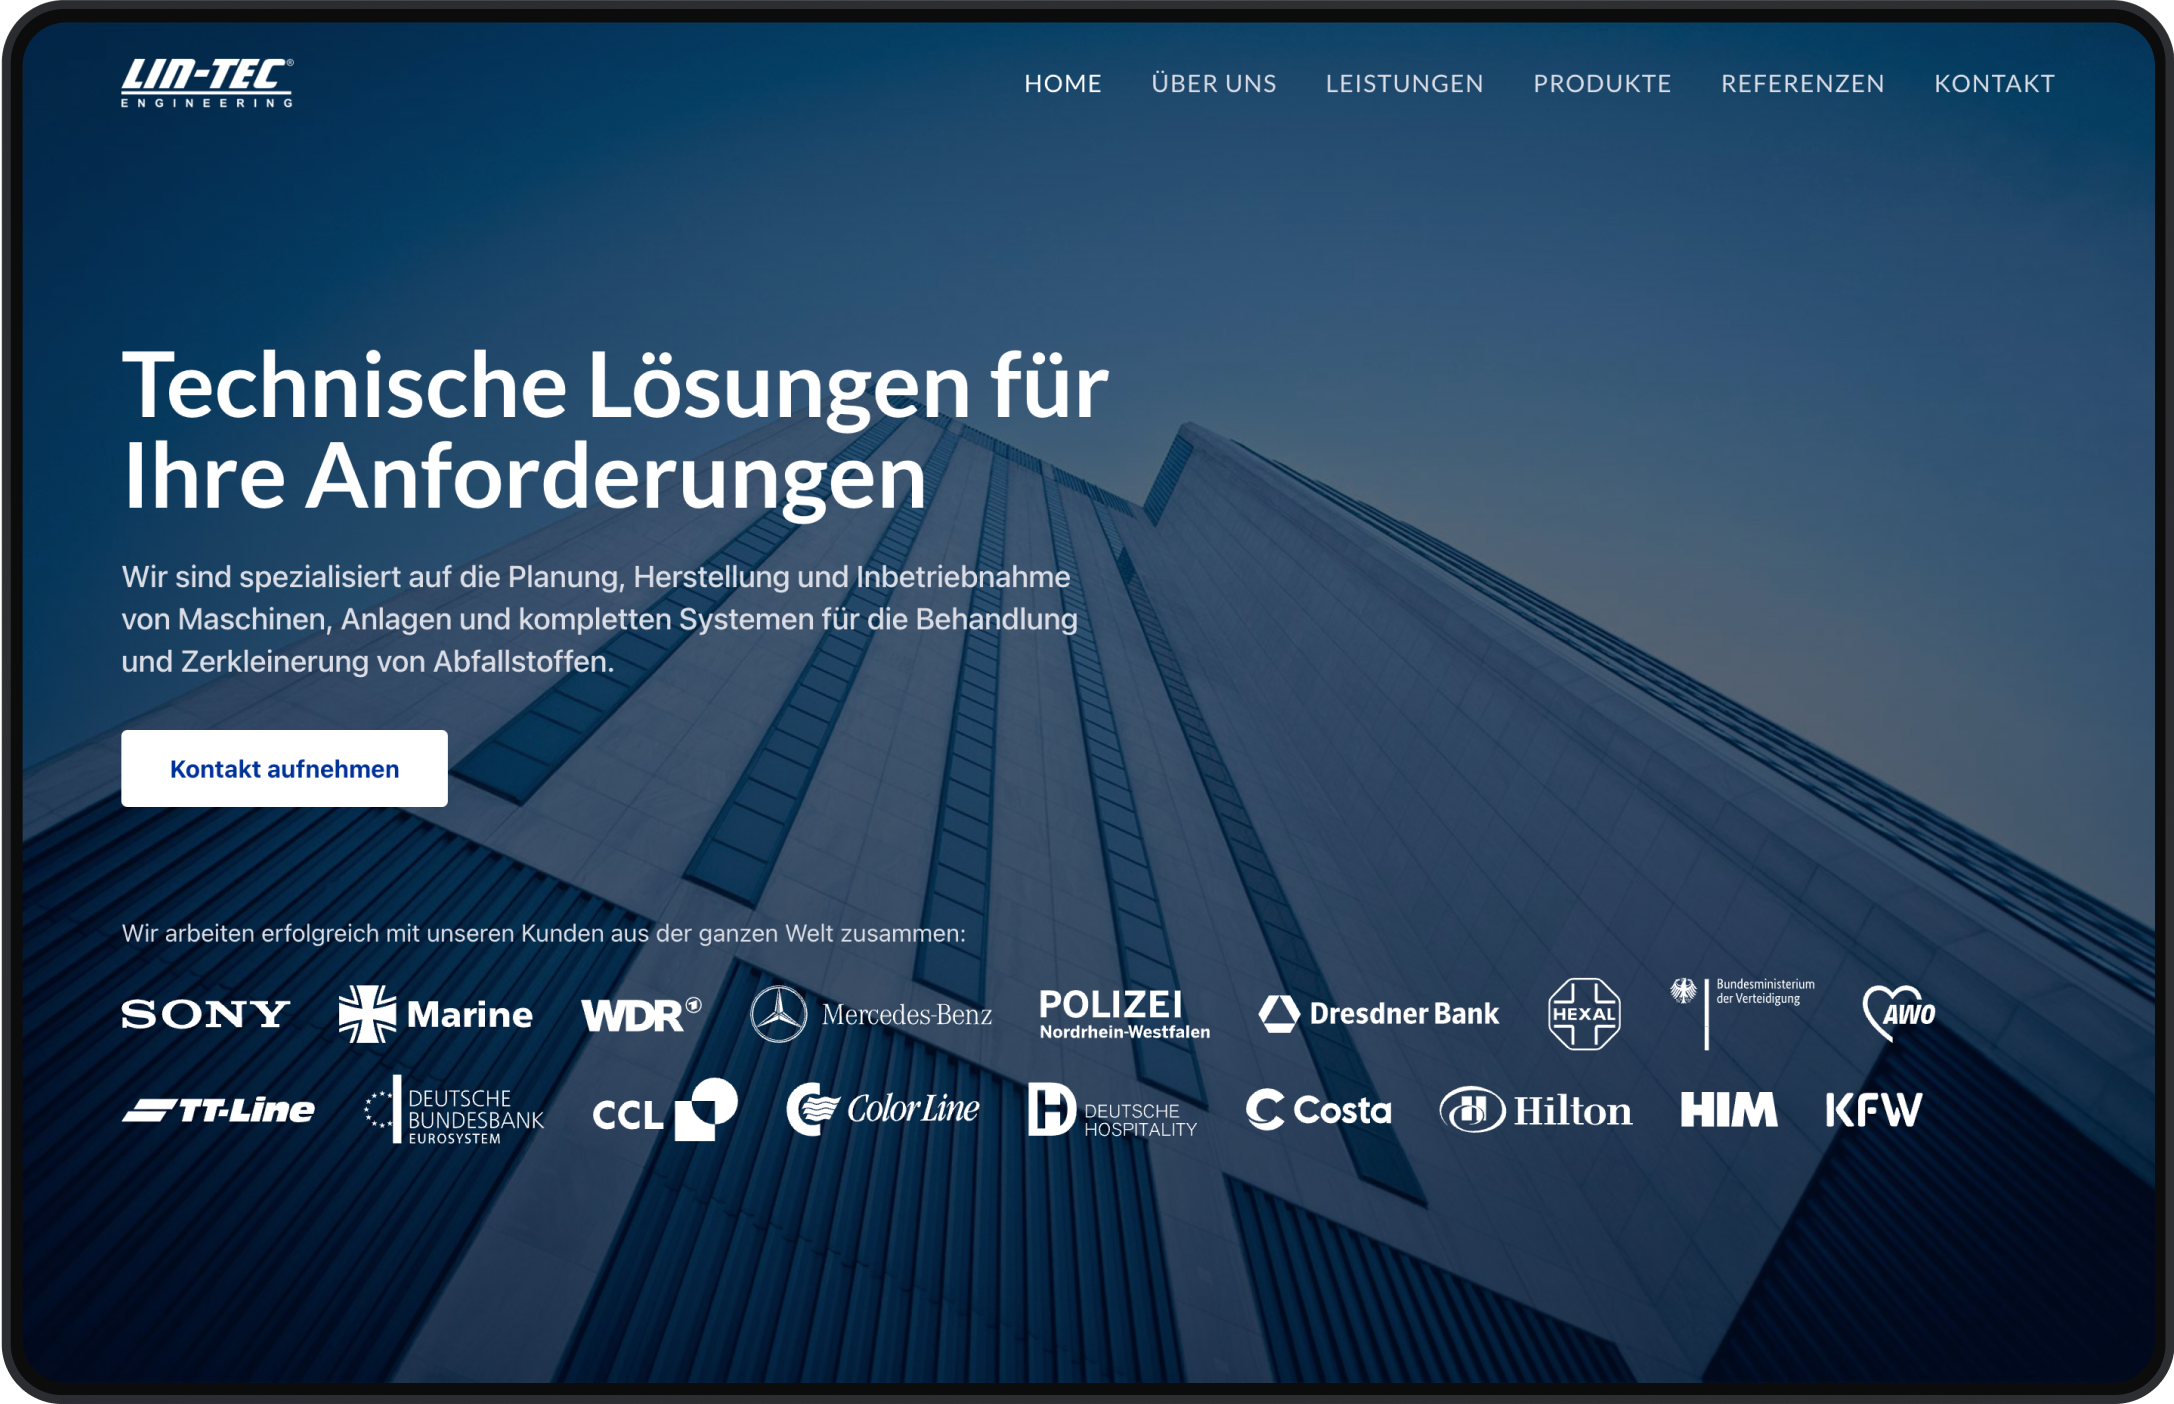 LIN-TEC®
ENGINEERING
HOME ÜBER UNS LEISTUNGEN PRODUKTE REFERENZEN KONTAKT
Technische Lösungen für
Ihre Anforderungen
Wir sind spezialisiert auf die Planung, Herstellung und Inbetriebnahme
von Maschinen, Anlagen und kompletten Systemen für die Behandlung
und Zerkleinerung von Abfallstoffen.
Kontakt aufnehmen
Wir arbeiten erfolgreich mit unseren Kunden aus der ganzen Welt zusammen:
SONY
Marine
WDR
Mercedes-Benz
POLIZEI
Nordrhein-Westfalen
Dresdner Bank
HEXAL
Bundesministerium
der Verteidigung
AWO
TT-Line
DEUTSCHE
BUNDESBANK
EUROSYSTEM
CCL
Color Line
DEUTSCHE
HOSPITALITY
Costa
Hilton
HIM
KFW